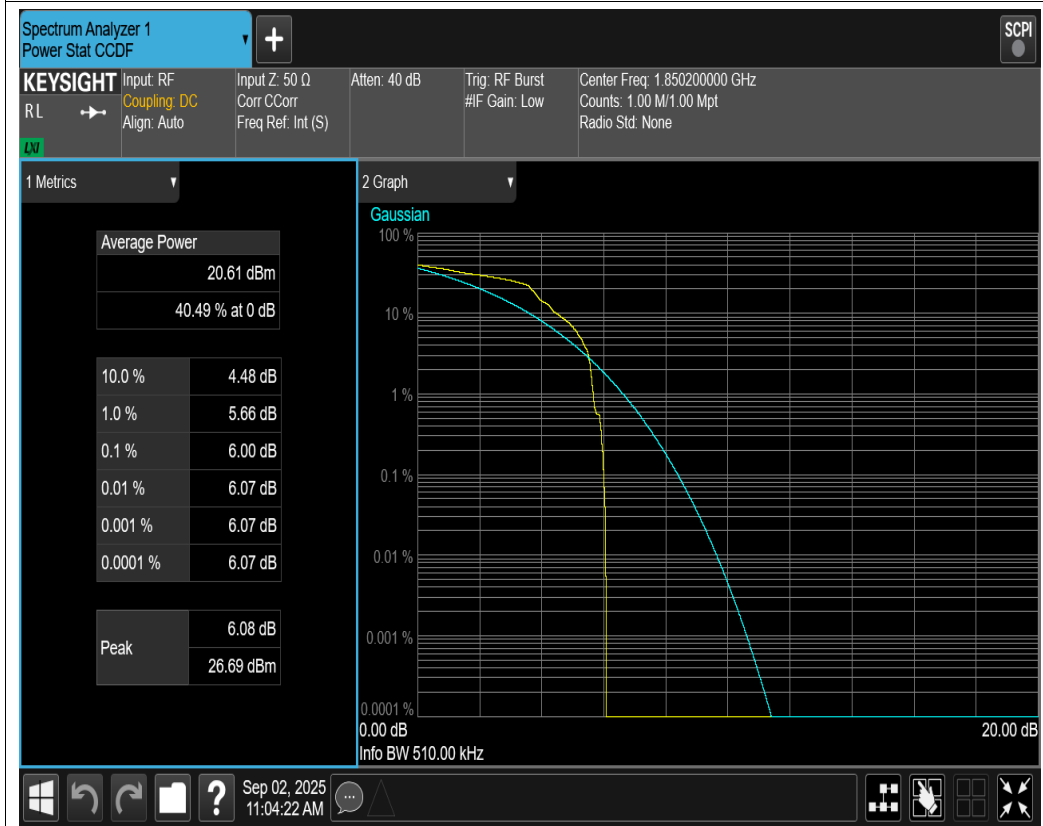 Spectrum Analyzer 1
Power Stat CCDF
+
SCPI
KEYSIGHT
RL
LXI
Input: RF
Coupling: DC
Align: Auto
Input Z: 50 Ω
Corr CCorr
Freq Ref: Int (S)
Atten: 40 dB
Trig: RF Burst
#IF Gain: Low
Center Freq: 1.850200000 GHz
Counts: 1.00 M/1.00 Mpt
Radio Std: None
1 Metrics
Average Power
20.61 dBm
40.49 % at 0 dB
10.0 % 4.48 dB
1.0 % 5.66 dB
0.1 % 6.00 dB
0.01 % 6.07 dB
0.001 % 6.07 dB
0.0001 % 6.07 dB
Peak
6.08 dB
26.69 dBm
2 Graph
Gaussian
100 %
10 %
1 %
0.1 %
0.01 %
0.001 %
0.0001 %
0.00 dB 20.00 dB
Info BW 510.00 kHz
?
Sep 02, 2025
11:04:22 AM